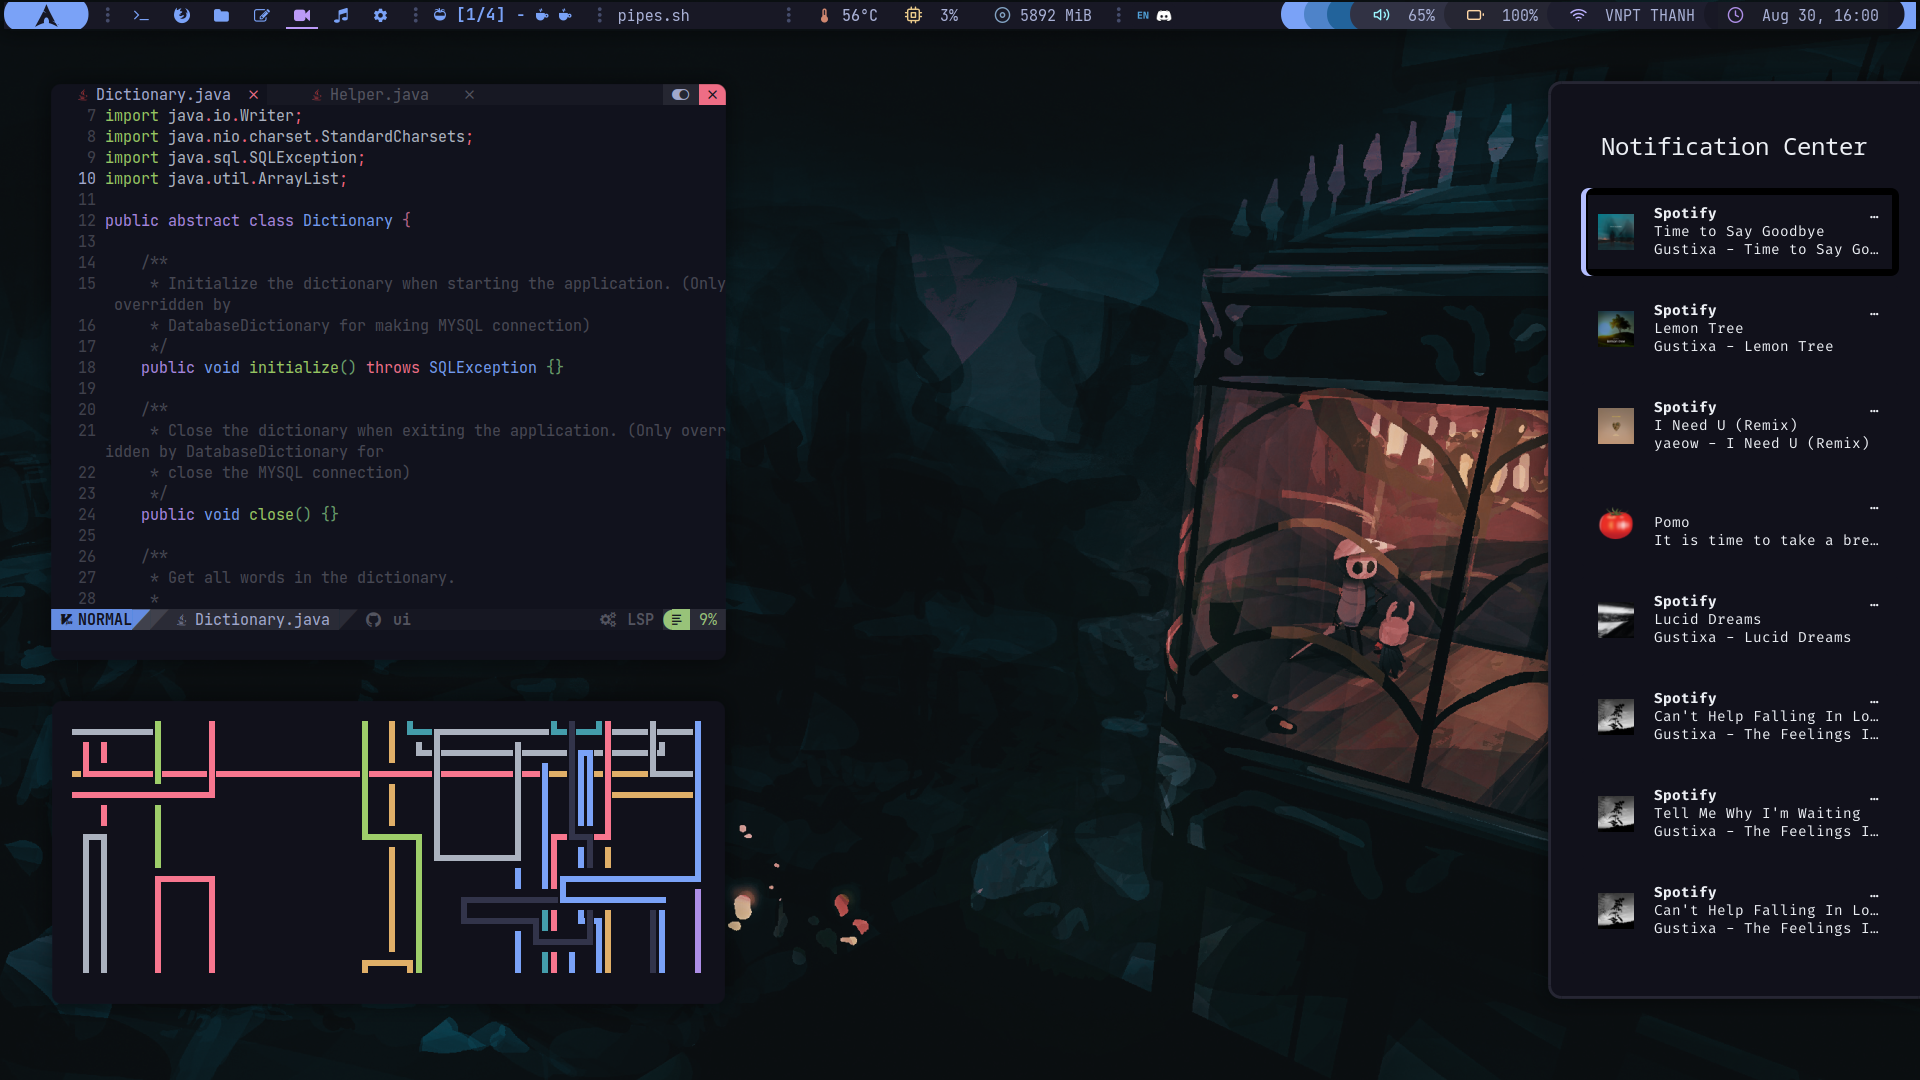 [1/4] - pipes.sh 56°C 3% 5892 MiB EN 65% 100% VNPT THANH Aug 30, 16:00
Dictionary.java × Helper.java ×
7 import java.io.Writer;
8 import java.nio.charset.StandardCharsets;
9 import java.sql.SQLException;
10 import java.util.ArrayList;
11
12 public abstract class Dictionary {
13
14 /**
15 * Initialize the dictionary when starting the application. (Only
overridden by
16 * DatabaseDictionary for making MYSQL connection)
17 */
18 public void initialize() throws SQLException {}
19
20 /**
21 * Close the dictionary when exiting the application. (Only overr
idden by DatabaseDictionary for
22 * close the MYSQL connection)
23 */
24 public void close() {}
25
26 /**
27 * Get all words in the dictionary.
28 *
NORMAL Dictionary.java ui LSP 9%
Notification Center
Spotify …
Time to Say Goodbye
Gustixa - Time to Say Go…
Spotify …
Lemon Tree
Gustixa - Lemon Tree
Spotify …
I Need U (Remix)
yaeow - I Need U (Remix)
…
Pomo
It is time to take a bre…
Spotify …
Lucid Dreams
Gustixa - Lucid Dreams
Spotify …
Can't Help Falling In Lo…
Gustixa - The Feelings I…
Spotify …
Tell Me Why I'm Waiting
Gustixa - The Feelings I…
Spotify …
Can't Help Falling In Lo…
Gustixa - The Feelings I…